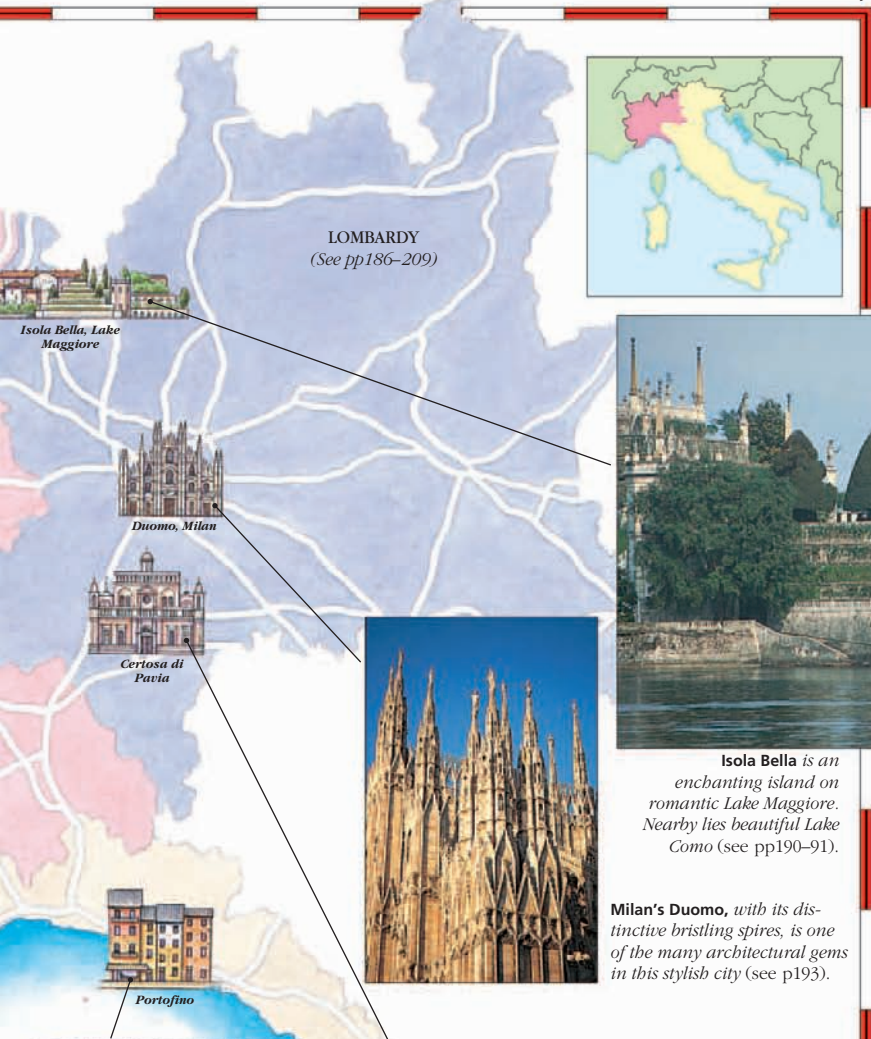 LOMBARDY
(See pp186–209)
Isola Bella, Lake
Maggiore
Duomo, Milan
Certosa di
Pavia
Portofino
Isola Bella is an
enchanting island on
romantic Lake Maggiore.
Nearby lies beautiful Lake
Como (see pp190–91).
Milan's Duomo, with its dis-
tinctive bristling spires, is one
of the many architectural gems
in this stylish city (see p193).